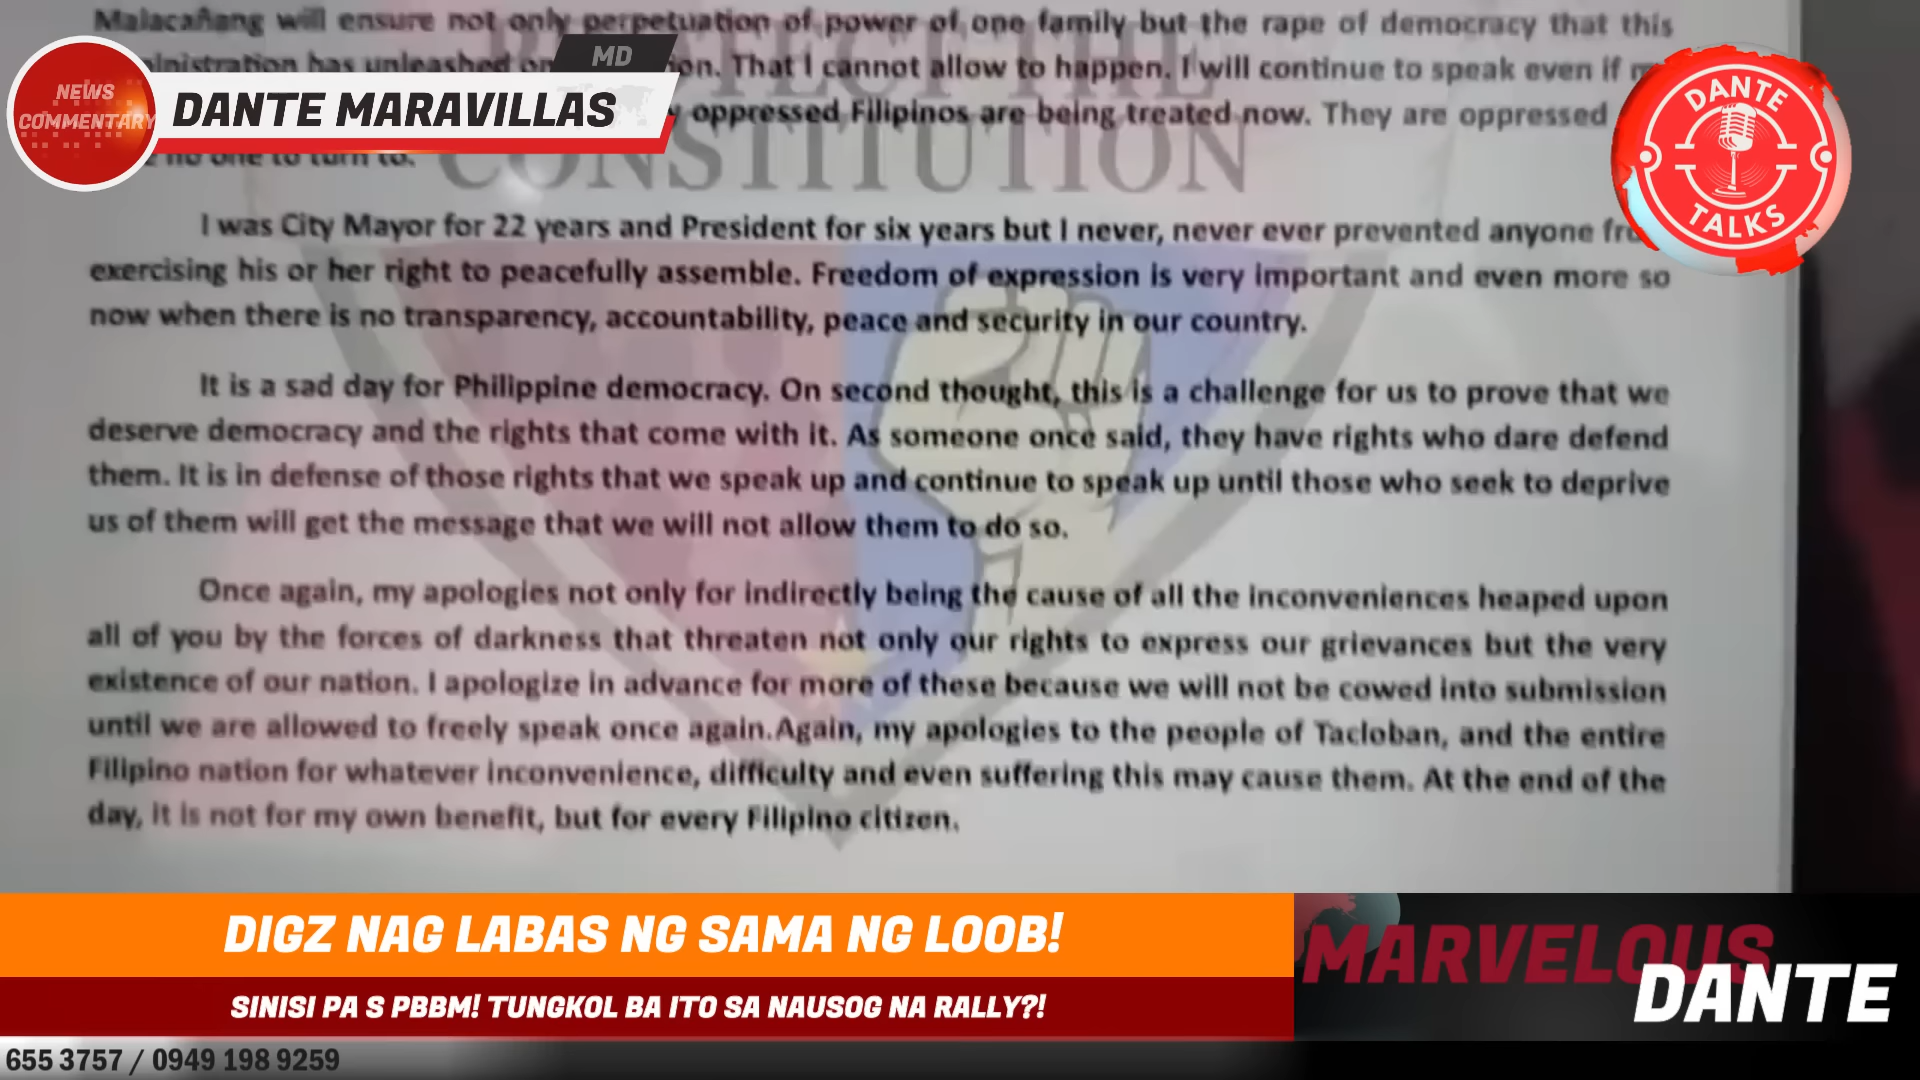 Malacañang will ensure not only perpetuation of power of one family but the rape of democracy that this
MD
inistration has unleashed on ion. That I cannot allow to happen. I will continue to speak even if
NEWS
COMMENTARY
DANTE MARAVILLAS
oppressed Filipinos are being treated now. They are oppressed
no one to turn to.
PROTECT THE
CONSTITUTION
DANTE
TALKS
I was City Mayor for 22 years and President for six years but I never, never ever prevented anyone
exercising his or her right to peacefully assemble. Freedom of expression is very important and even more so
now when there is no transparency, accountability, peace and security in our country.
It is a sad day for Philippine democracy. On second thought, this is a challenge for us to prove that we
deserve democracy and the rights that come with it. As someone once said, they have rights who dare defend
them. It is in defense of those rights that we speak up and continue to speak up until those who seek to deprive
us of them will get the message that we will not allow them to do so.
Once again, my apologies not only for indirectly being the cause of all the inconveniences heaped upon
all of you by the forces of darkness that threaten not only our rights to express our grievances but the very
existence of our nation. I apologize in advance for more of these because we will not be cowed into submission
until we are allowed to freely speak once again.Again, my apologies to the people of Tacloban, and the entire
Filipino nation for whatever inconvenience, difficulty and even suffering this may cause them. At the end of the
day, it is not for my own benefit, but for every Filipino citizen.
DIGZ NAG LABAS NG SAMA NG LOOB!
SINISI PA S PBBM! TUNGKOL BA ITO SA NAUSOG NA RALLY?!
MARVELOUS
DANTE
655 3757 / 0949 198 9259